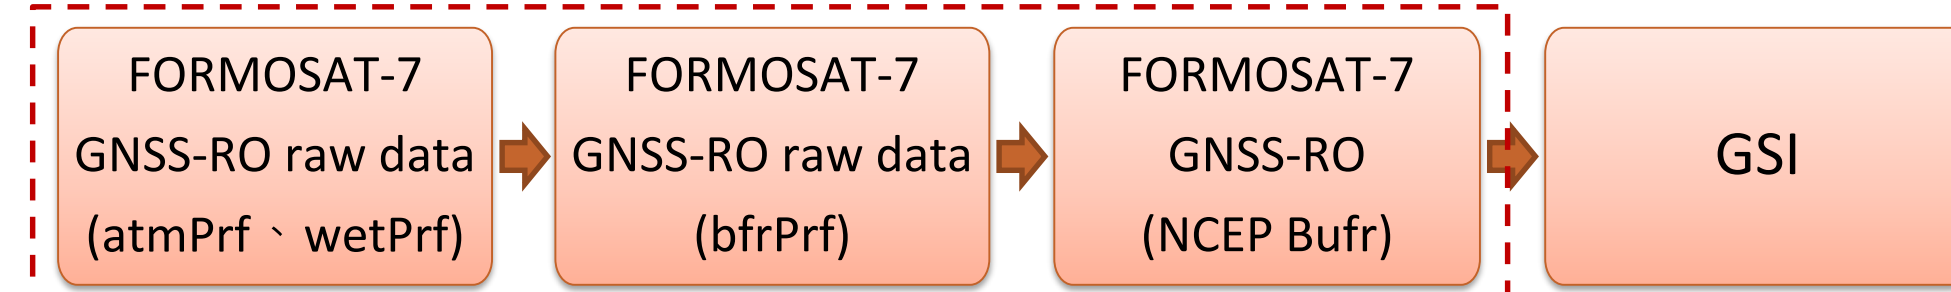 FORMOSAT-7
GNSS-RO raw data
(atmPrf、wetPrf)
FORMOSAT-7
GNSS-RO raw data
(bfrPrf)
FORMOSAT-7
GNSS-RO
(NCEP Bufr)
GSI